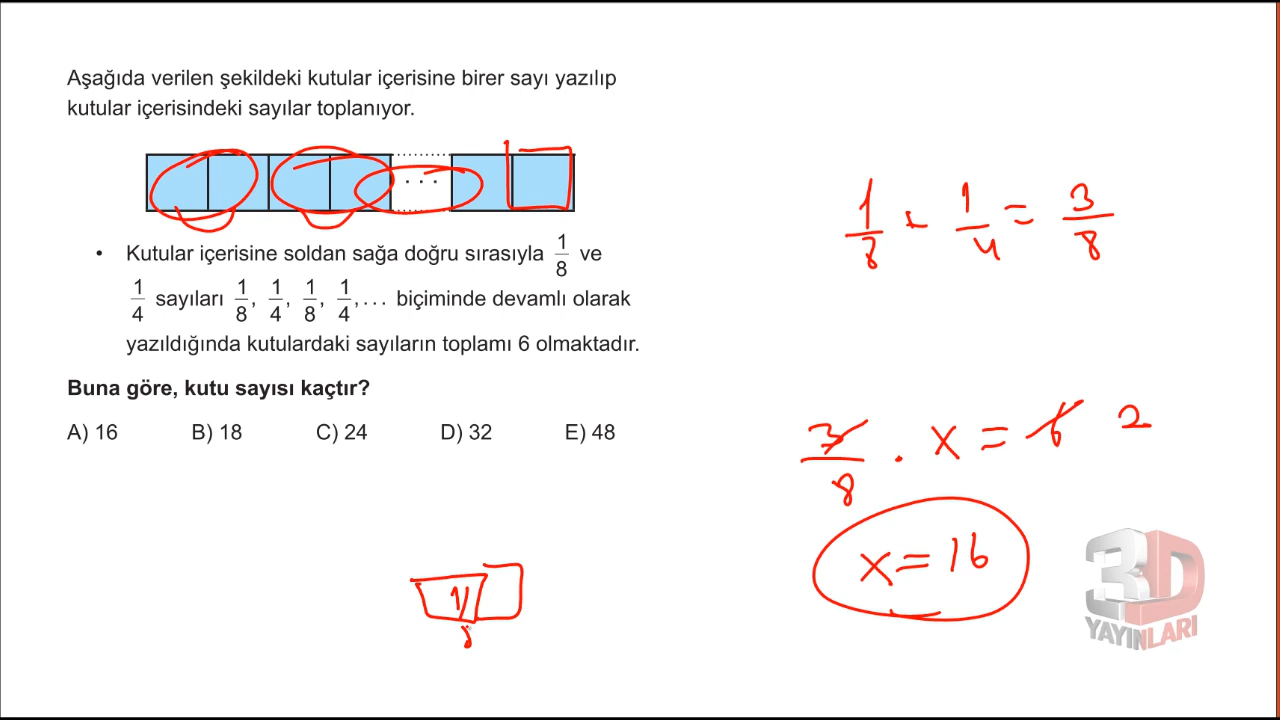 Aşağıda verilen şekildeki kutular içerisine birer sayı yazılıp
kutular içerisindeki sayılar toplanıyor.
...
• Kutular içerisine soldan sağa doğru sırasıyla 1/8 ve
1/4 sayıları 1/8, 1/4, 1/8, 1/4, ... biçiminde devamlı olarak
yazıldığında kutulardaki sayıların toplamı 6 olmaktadır.
Buna göre, kutu sayısı kaçtır?
A) 16 B) 18 C) 24 D) 32 E) 48
1/8 + 1/4 = 3/8
3/8 . x = 6 2
x = 16
1/8
3D
YAYINLARI